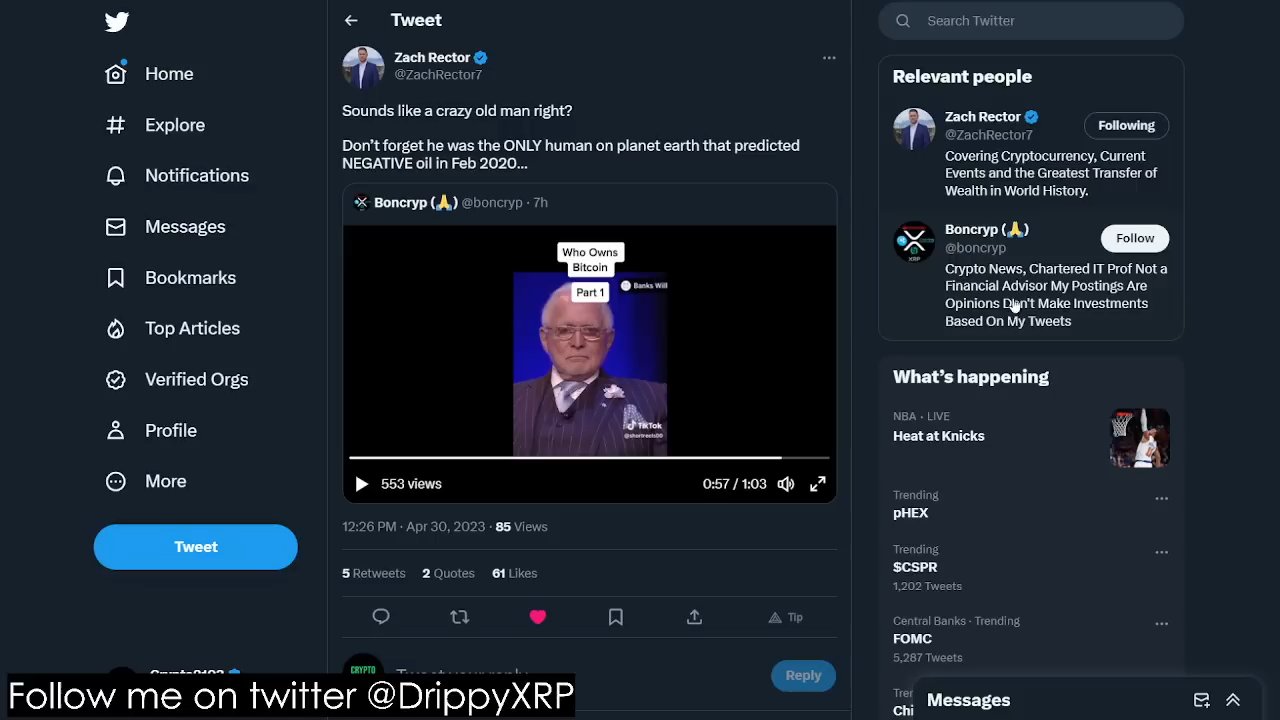 Home
Explore
Notifications
Messages
Bookmarks
Top Articles
Verified Orgs
Profile
More
Tweet
Tweet
Zach Rector
@ZachRector7
Sounds like a crazy old man right?
Don’t forget he was the ONLY human on planet earth that predicted
NEGATIVE oil in Feb 2020...
Boncryp (🙏) @boncryp · 7h
Who Owns
Bitcoin
Part 1
Banks Will
TikTok
553 views
0:57 / 1:03
12:26 PM · Apr 30, 2023 · 85 Views
5 Retweets 2 Quotes 61 Likes
Tip
CRYPTO
Tweet your reply
Reply
Search Twitter
Relevant people
Zach Rector
@ZachRector7
Following
Covering Cryptocurrency, Current
Events and the Greatest Transfer of
Wealth in World History.
Boncryp (🙏)
@boncryp
Follow
XRP
Crypto News, Chartered IT Prof Not a
Financial Advisor My Postings Are
Opinions Don't Make Investments
Based On My Tweets
What’s happening
NBA · LIVE
Heat at Knicks
Trending
pHEX
Trending
$CSPR
1,202 Tweets
Central Banks · Trending
FOMC
5,287 Tweets
Messages
Follow me on twitter @DrippyXRP